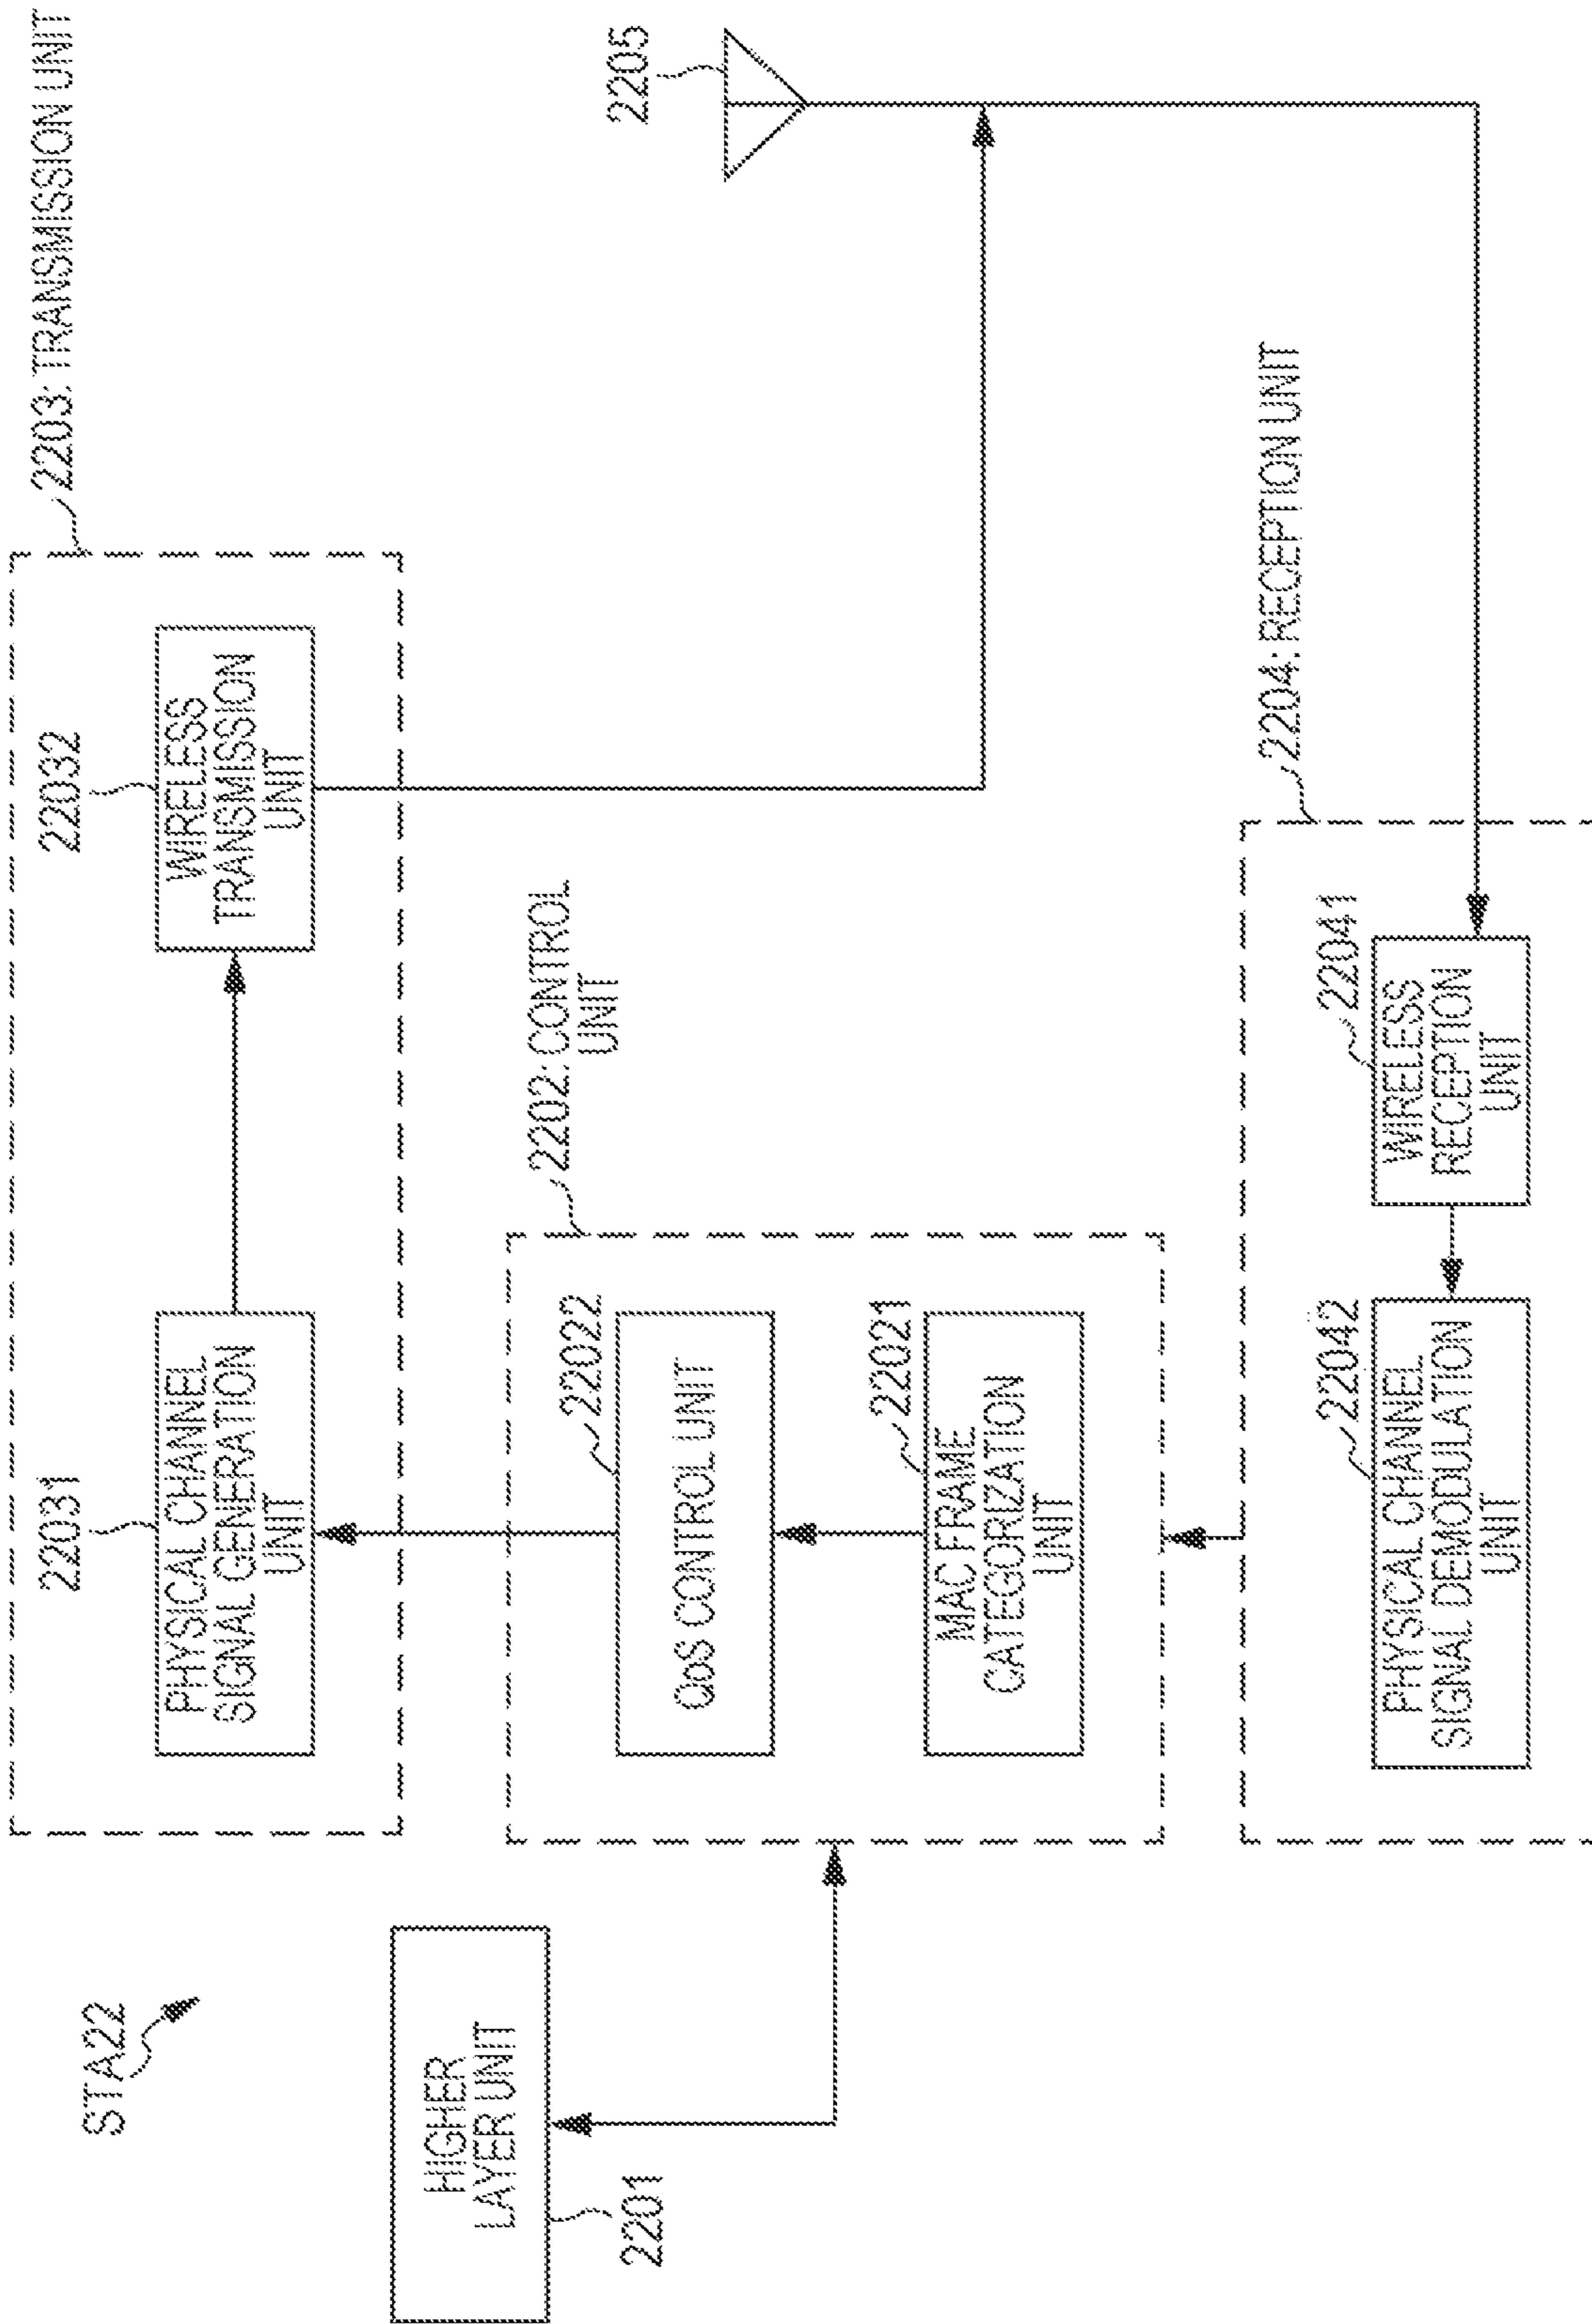 STA22
2203: TRANSMISSION UNIT
22031
PHYSICAL CHANNEL
SIGNAL GENERATION
UNIT
22032
WIRELESS
TRANSMISSION
UNIT
HIGHER
LAYER UNIT
2201
2202: CONTROL
UNIT
22022
QoS CONTROL UNIT
22021
MAC FRAME
CATEGORIZATION
UNIT
2205
2204: RECEPTION UNIT
22042
PHYSICAL CHANNEL
SIGNAL DEMODULATION
UNIT
22041
WIRELESS
RECEPTION
UNIT